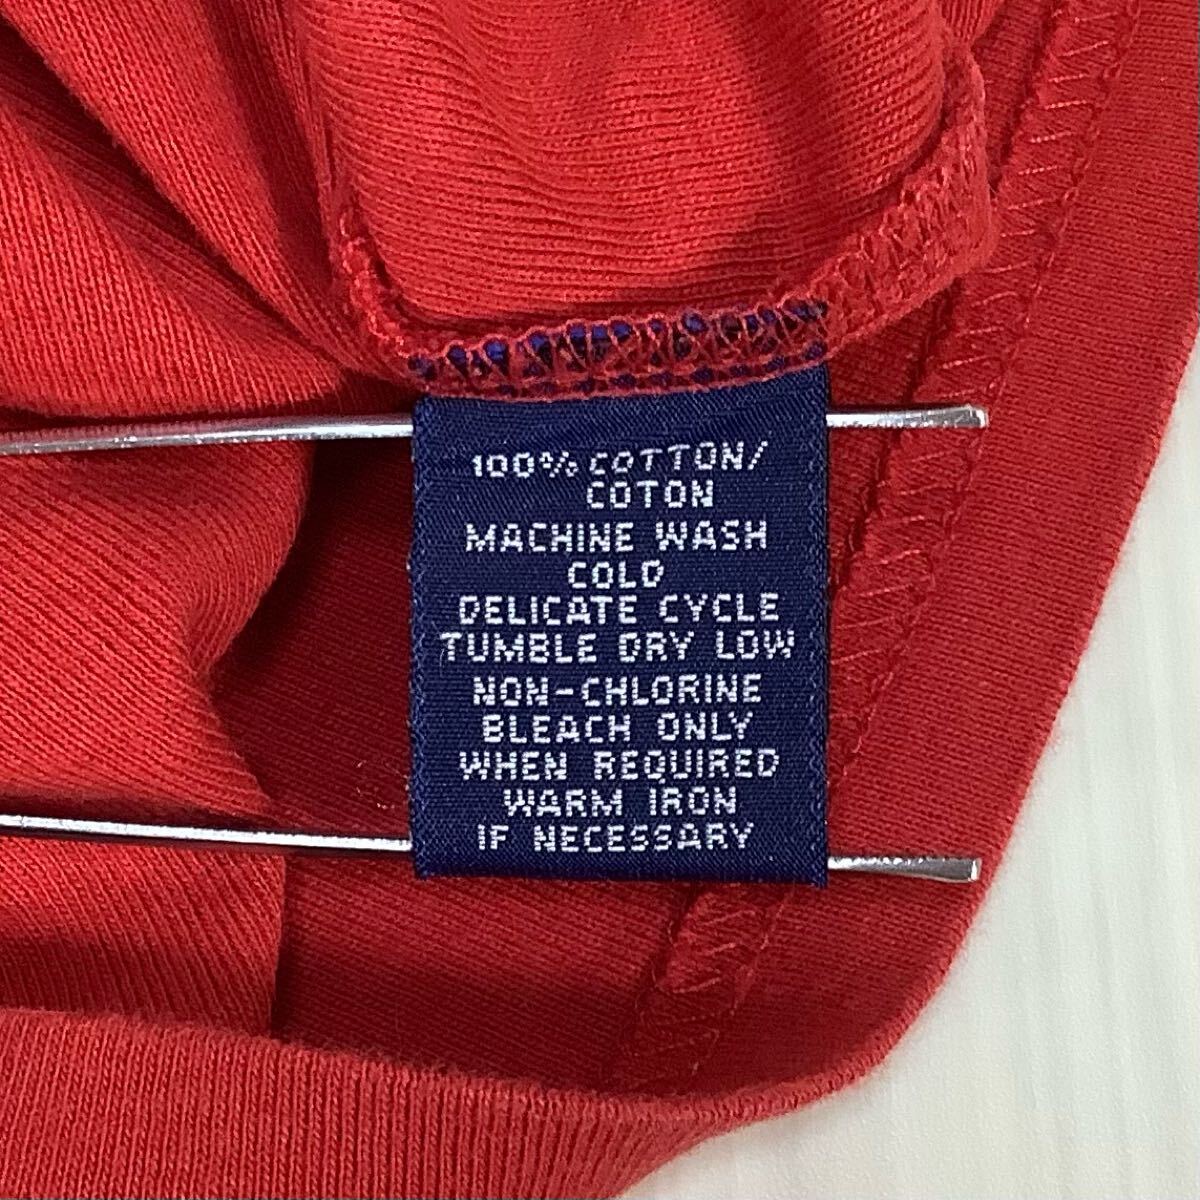 100% COTTON/
COTON
MACHINE WASH
COLD
DELICATE CYCLE
TUMBLE DRY LOW
NON-CHLORINE
BLEACH ONLY
WHEN REQUIRED
WARM IRON
IF NECESSARY